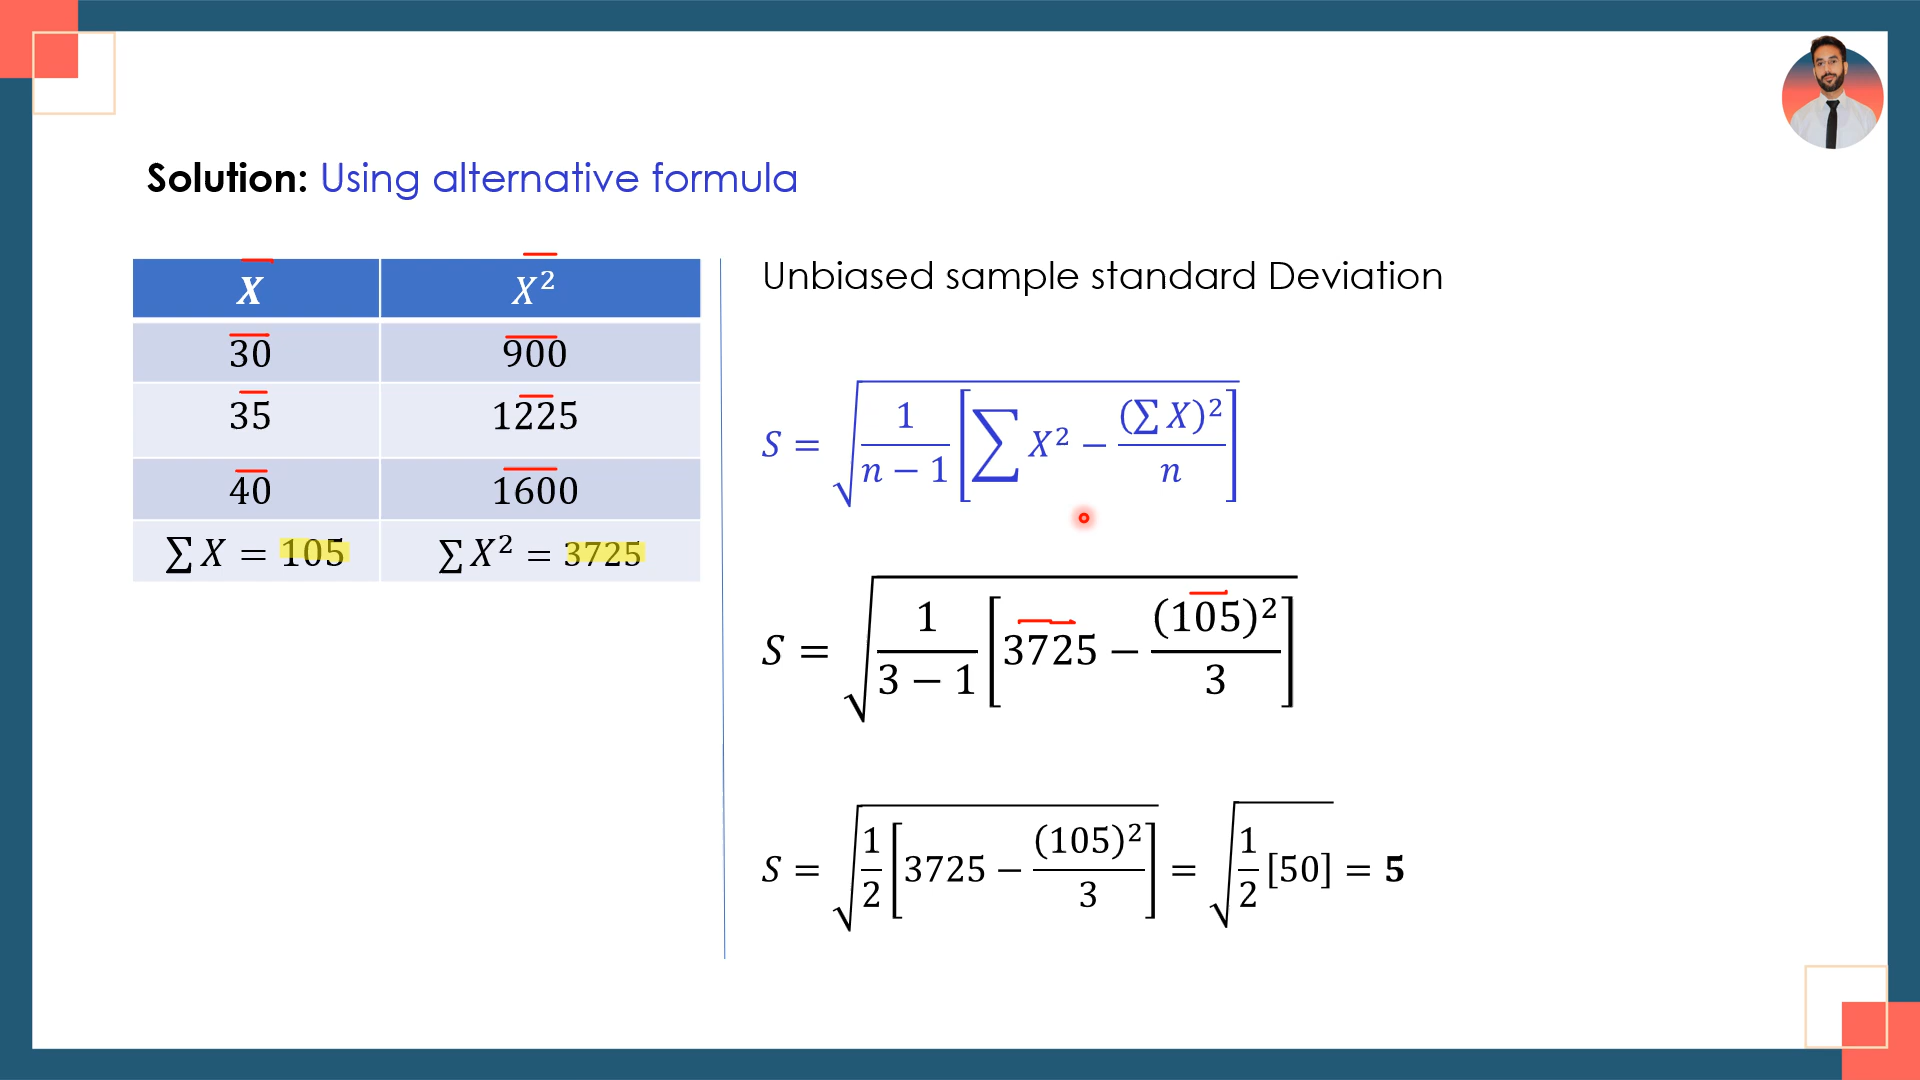 Solution: Using alternative formula
X X²
30 900
35 1225
40 1600
∑ X = 105 ∑ X² = 3725
Unbiased sample standard Deviation
S = √(1/(n − 1) [∑ X² − (∑ X)²/n])
S = √(1/(3 − 1) [3725 − (105)²/3])
S = √(1/2 [3725 − (105)²/3]) = √(1/2 [50]) = 5